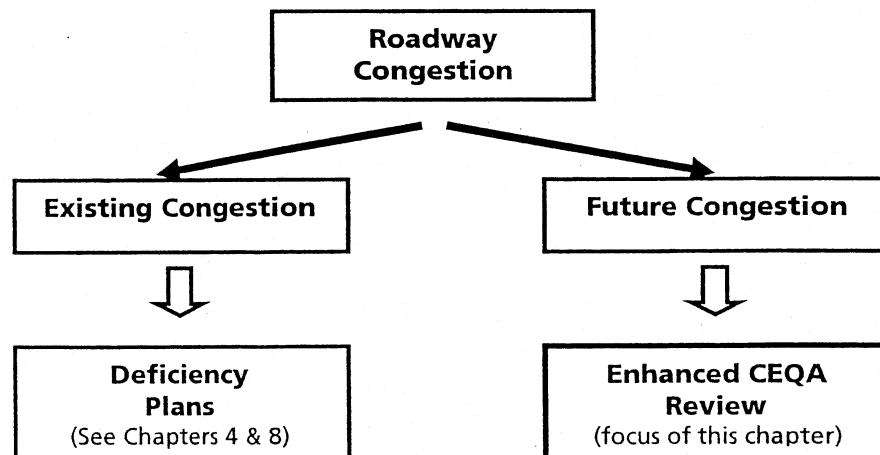 Roadway
Congestion
Existing Congestion
Future Congestion
Deficiency
Plans
(See Chapters 4 & 8)
Enhanced CEQA
Review
(focus of this chapter)